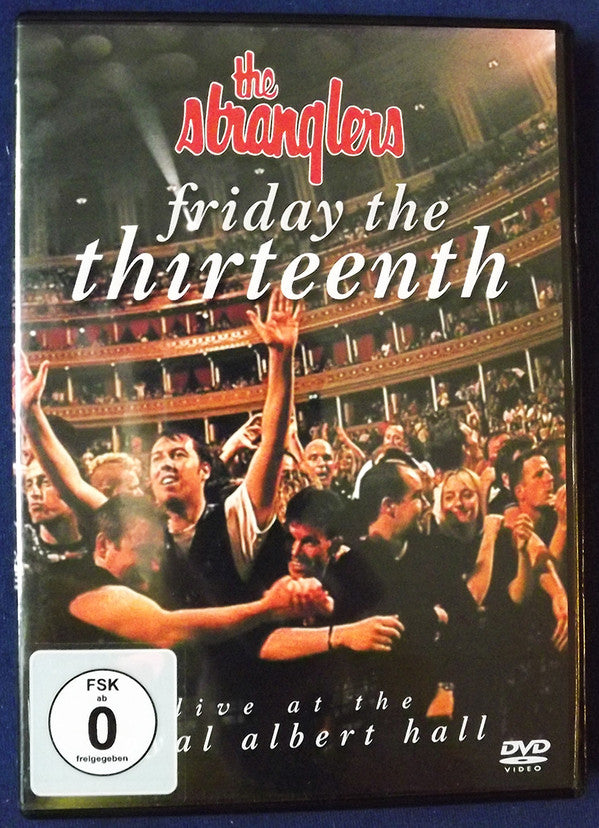 the
stranglers
friday the
thirteenth
live at the
al albert hall
FSK
ab
0
freigegeben
DVD
VIDEO